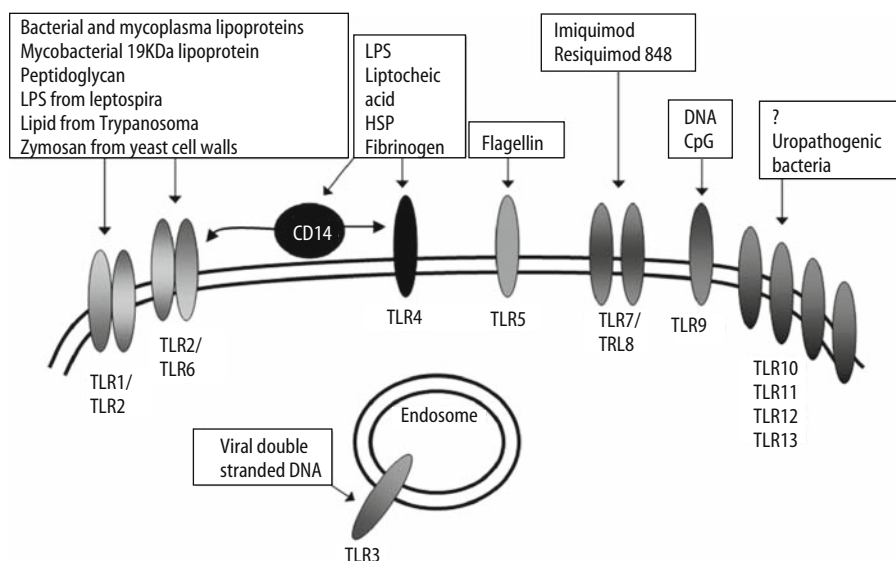 Bacterial and mycoplasma lipoproteins
Mycobacterial 19KDa lipoprotein
Peptidoglycan
LPS from leptospira
Lipid from Trypanosoma
Zymosan from yeast cell walls
LPS
Liptocheic
acid
HSP
Fibrinogen
Flagellin
Imiquimod
Resiquimod 848
DNA
CpG
?
Uropathogenic
bacteria
CD14
TLR1/
TLR2
TLR2/
TLR6
TLR4
TLR5
TLR7/
TRL8
TLR9
TLR10
TLR11
TLR12
TLR13
Endosome
Viral double
stranded DNA
TLR3